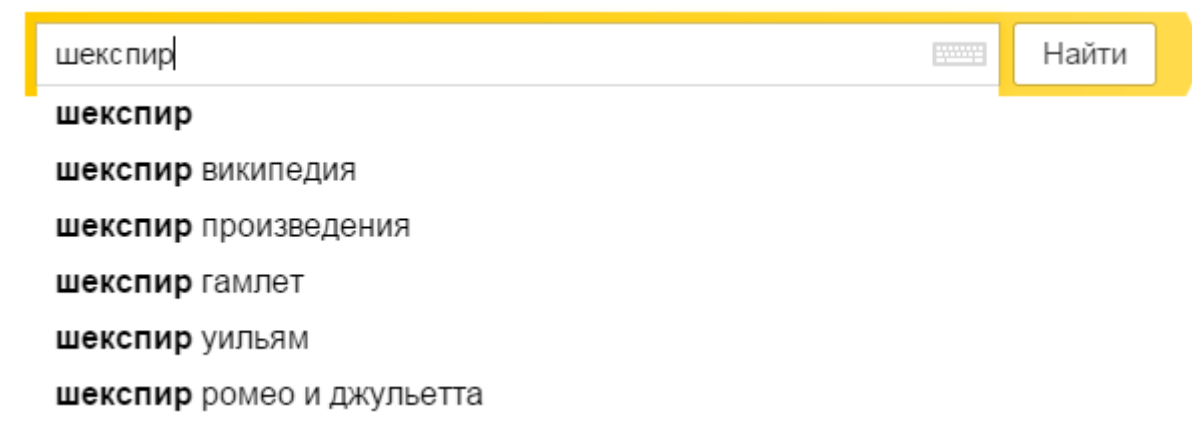 шекспир Найти
шекспир
шекспир википедия
шекспир произведения
шекспир гамлет
шекспир уильям
шекспир ромео и джульетта